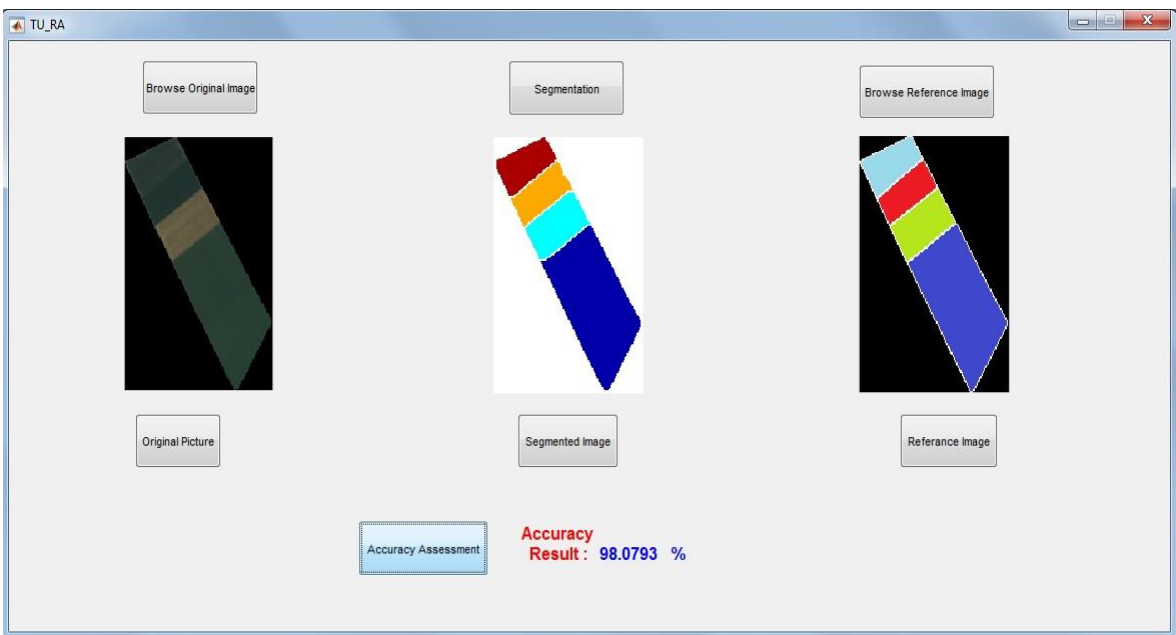 TU_RA
Browse Original Image
Segmentation
Browse Reference Image
Original Picture
Segmented Image
Referance Image
Accuracy Assessment
Accuracy
Result : 98.0793 %